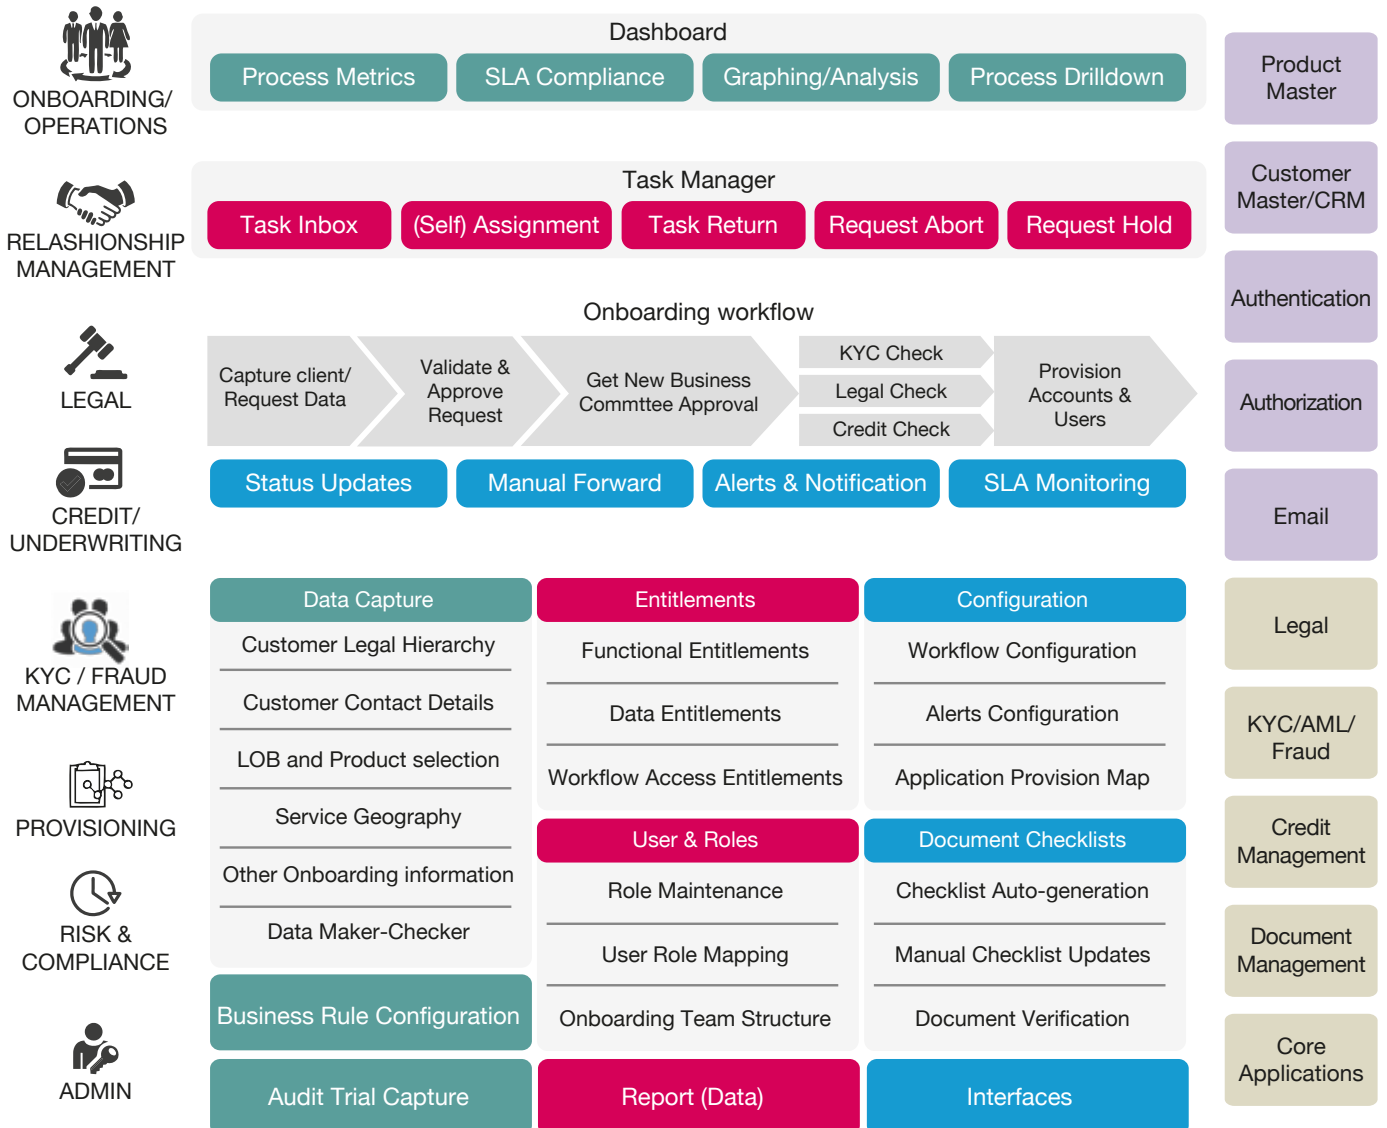 ONBOARDING/
OPERATIONS
RELASHIONSHIP
MANAGEMENT
LEGAL
CREDIT/
UNDERWRITING
KYC / FRAUD
MANAGEMENT
PROVISIONING
RISK &
COMPLIANCE
ADMIN
Dashboard
Process Metrics
SLA Compliance
Graphing/Analysis
Process Drilldown
Task Manager
Task Inbox
(Self) Assignment
Task Return
Request Abort
Request Hold
Onboarding workflow
Capture client/
Request Data
Validate &
Approve
Request
Get New Business
Commttee Approval
KYC Check
Legal Check
Credit Check
Provision
Accounts &
Users
Status Updates
Manual Forward
Alerts & Notification
SLA Monitoring
Data Capture
Customer Legal Hierarchy
Customer Contact Details
LOB and Product selection
Service Geography
Other Onboarding information
Data Maker-Checker
Business Rule Configuration
Audit Trial Capture
Entitlements
Functional Entitlements
Data Entitlements
Workflow Access Entitlements
User & Roles
Role Maintenance
User Role Mapping
Onboarding Team Structure
Report (Data)
Configuration
Workflow Configuration
Alerts Configuration
Application Provision Map
Document Checklists
Checklist Auto-generation
Manual Checklist Updates
Document Verification
Interfaces
Product
Master
Customer
Master/CRM
Authentication
Authorization
Email
Legal
KYC/AML/
Fraud
Credit
Management
Document
Management
Core
Applications